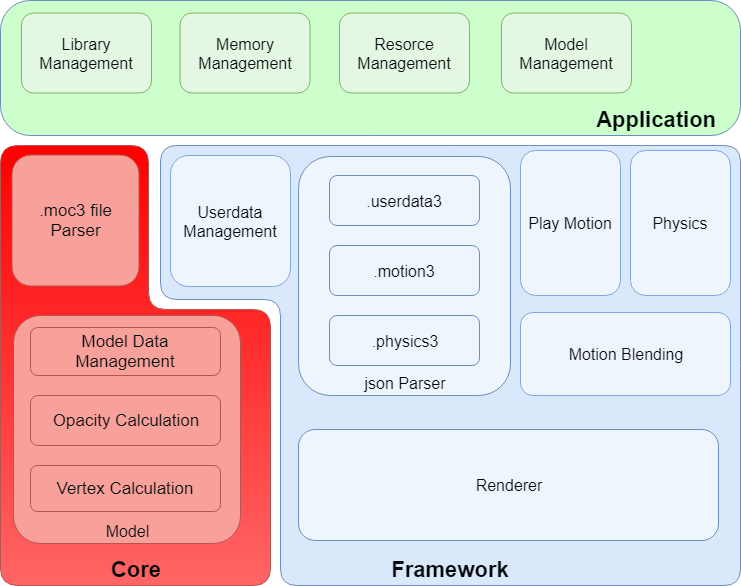 Library
Management
Memory
Management
Resorce
Management
Model
Management
Application
.moc3 file
Parser
Userdata
Management
.userdata3
.motion3
.physics3
json Parser
Play Motion
Physics
Motion Blending
Model Data
Management
Opacity Calculation
Vertex Calculation
Model
Core
Renderer
Framework